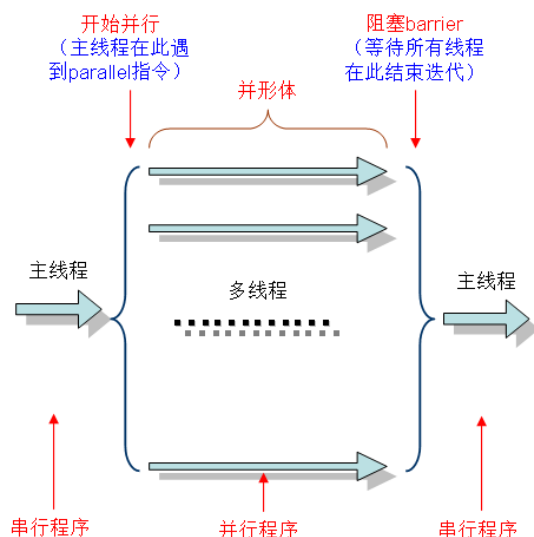 开始并行
（主线程在此遇
到parallel指令）
阻塞barrier
（等待所有线程
在此结束迭代）
并形体
主线程
多线程
主线程
串行程序
并行程序
串行程序